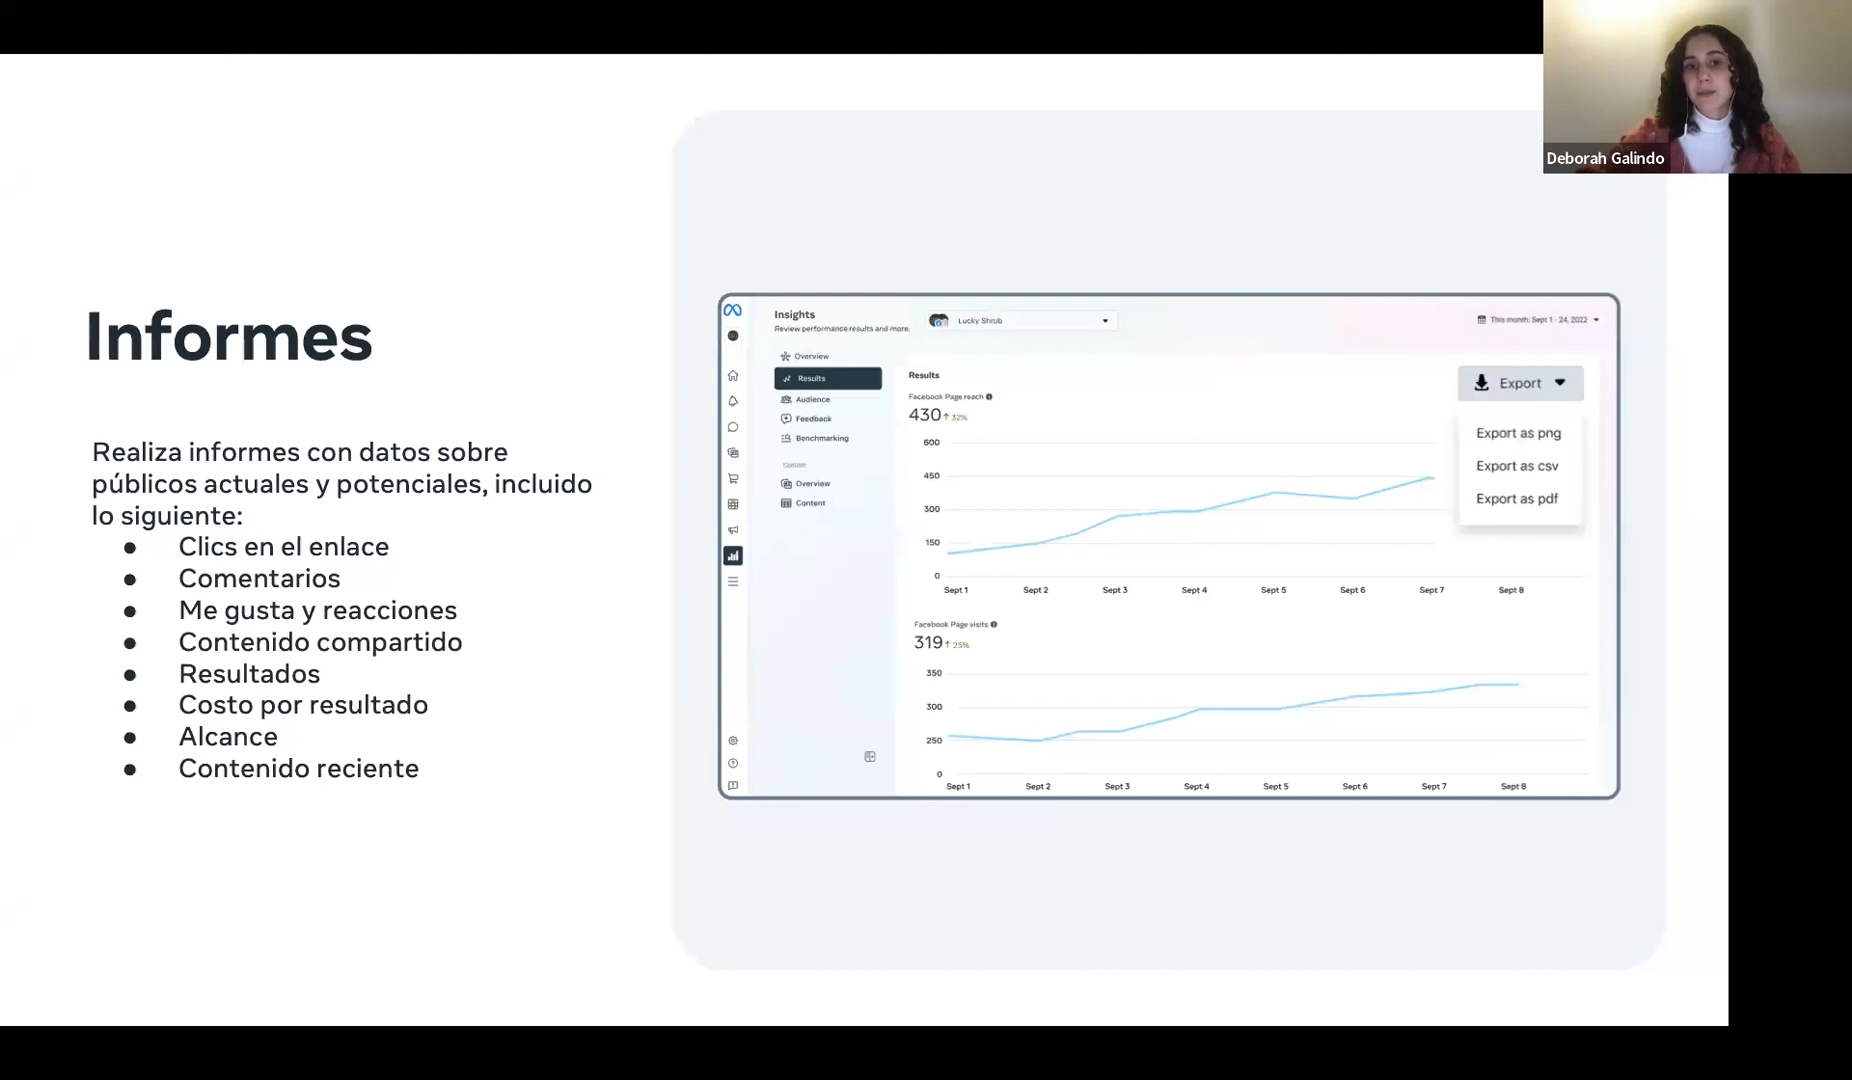 Deborah Galindo
Informes
Realiza informes con datos sobre
públicos actuales y potenciales, incluido
lo siguiente:
● Clics en el enlace
● Comentarios
● Me gusta y reacciones
● Contenido compartido
● Resultados
● Costo por resultado
● Alcance
● Contenido reciente
Insights
Review performance results and more.
Lucky Shrub
This month: Sept 1 - 24, 2022
Overview
Results
Audience
Feedback
Benchmarking
Content
Overview
Content
Results
Export
Export as png
Export as csv
Export as pdf
Facebook Page reach
430 ↑ 32%
600
450
300
150
0
Sept 1 Sept 2 Sept 3 Sept 4 Sept 5 Sept 6 Sept 7 Sept 8
Facebook Page visits
319 ↑ 25%
350
300
250
0
Sept 1 Sept 2 Sept 3 Sept 4 Sept 5 Sept 6 Sept 7 Sept 8